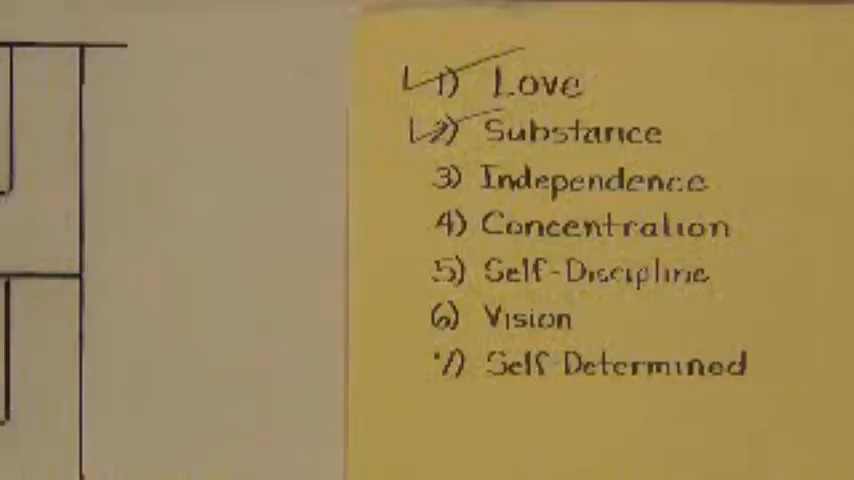 1) Love
2) Substance
3) Independence
4) Concentration
5) Self-Discipline
6) Vision
7) Self-Determined